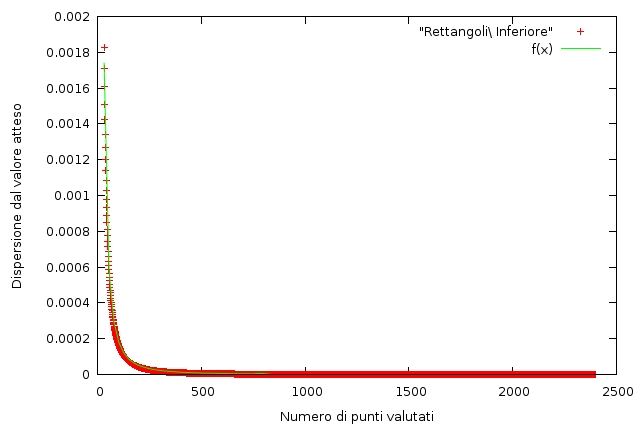 0.002
0.0018
0.0016
0.0014
0.0012
0.001
0.0008
0.0006
0.0004
0.0002
0
Dispersione dal valore atteso
"Rettangoli\ Inferiore"
f(x)
0 500 1000 1500 2000 2500
Numero di punti valutati